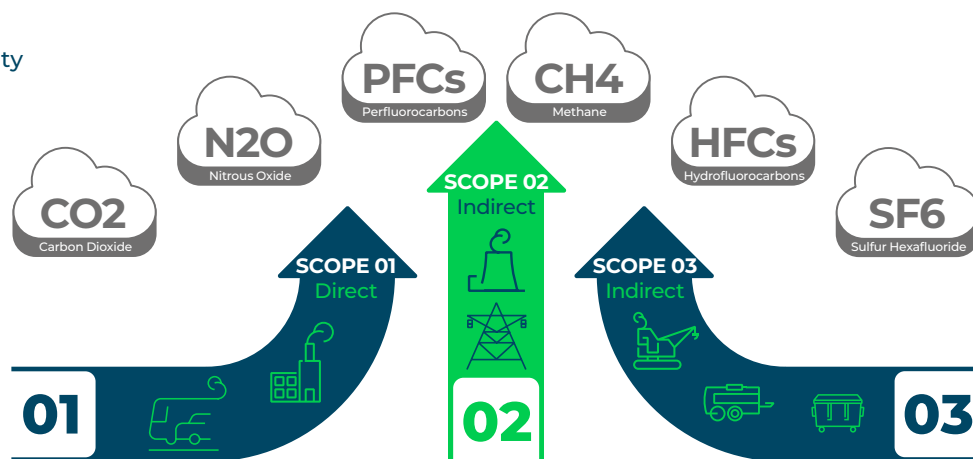 ty
PFCs
Perfluorocarbons
CH4
Methane
N2O
Nitrous Oxide
HFCs
Hydrofluorocarbons
CO2
Carbon Dioxide
SF6
Sulfur Hexafluoride
SCOPE 01
Direct
SCOPE 02
Indirect
SCOPE 03
Indirect
01
02
03